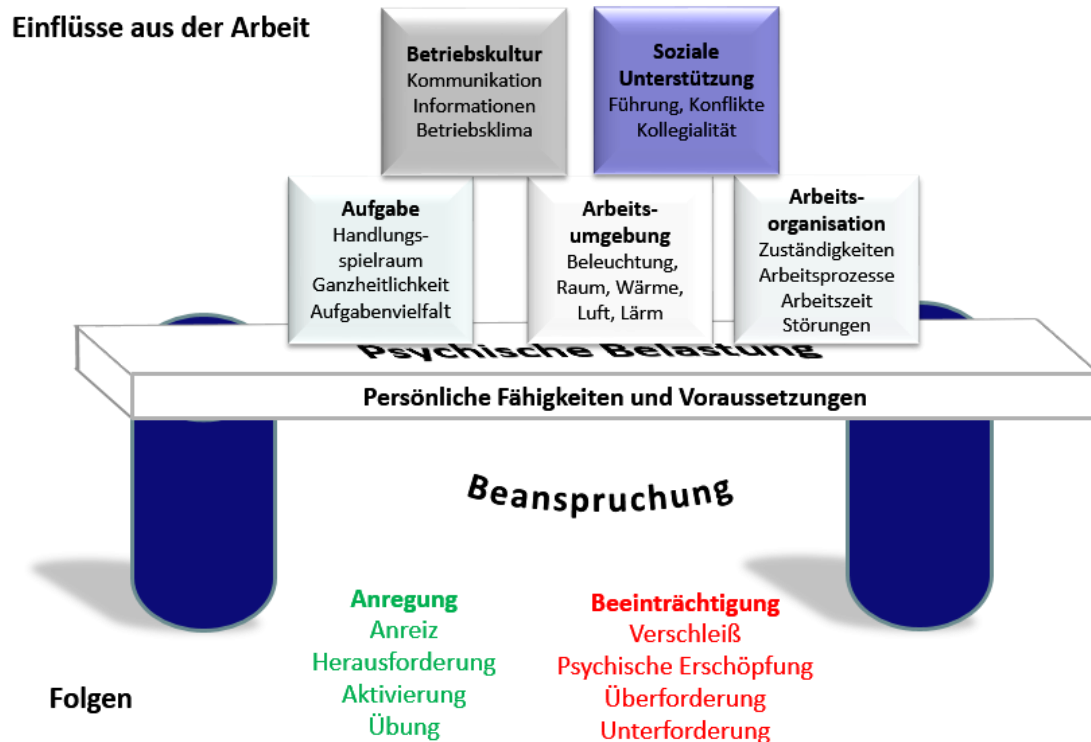 Einflüsse aus der Arbeit
Betriebskultur
Kommunikation
Informationen
Betriebsklima
Soziale
Unterstützung
Führung, Konflikte
Kollegialität
Aufgabe
Handlungs-
spielraum
Ganzheitlichkeit
Aufgabenvielfalt
Arbeits-
umgebung
Beleuchtung,
Raum, Wärme,
Luft, Lärm
Arbeits-
organisation
Zuständigkeiten
Arbeitsprozesse
Arbeitszeit
Störungen
Psychische Belastung
Persönliche Fähigkeiten und Voraussetzungen
Beanspruchung
Anregung
Anreiz
Herausforderung
Aktivierung
Übung
Beeinträchtigung
Verschleiß
Psychische Erschöpfung
Überforderung
Unterforderung
Folgen